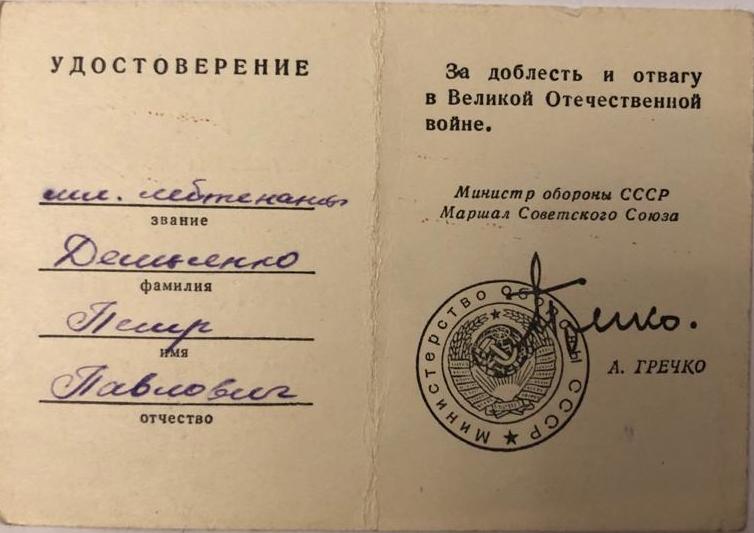 УДОСТОВЕРЕНИЕ
мл. лейтенант
звание
фамилия
Петр
имя
Павлович
отчество
За доблесть и отвагу
в Великой Отечественной
войне.
Министр обороны СССР
Маршал Советского Союза
Министерство Обороны СССР
А. ГРЕЧКО